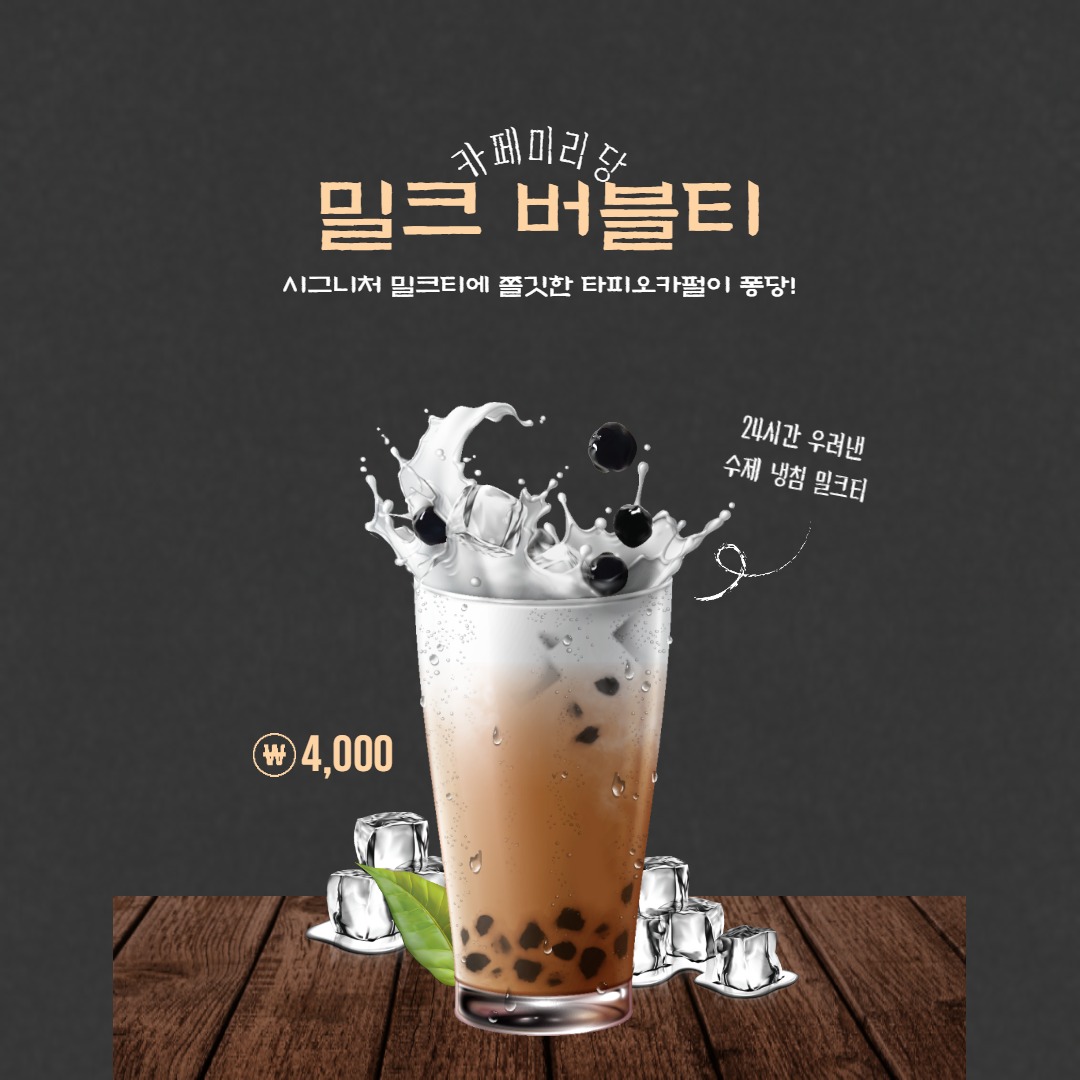 카페미리당
밀크 버블티
시그니처 밀크티에 쫄깃한 타피오카펄이 퐁당!
24시간 우려낸
수제 냉침 밀크티
₩4,000